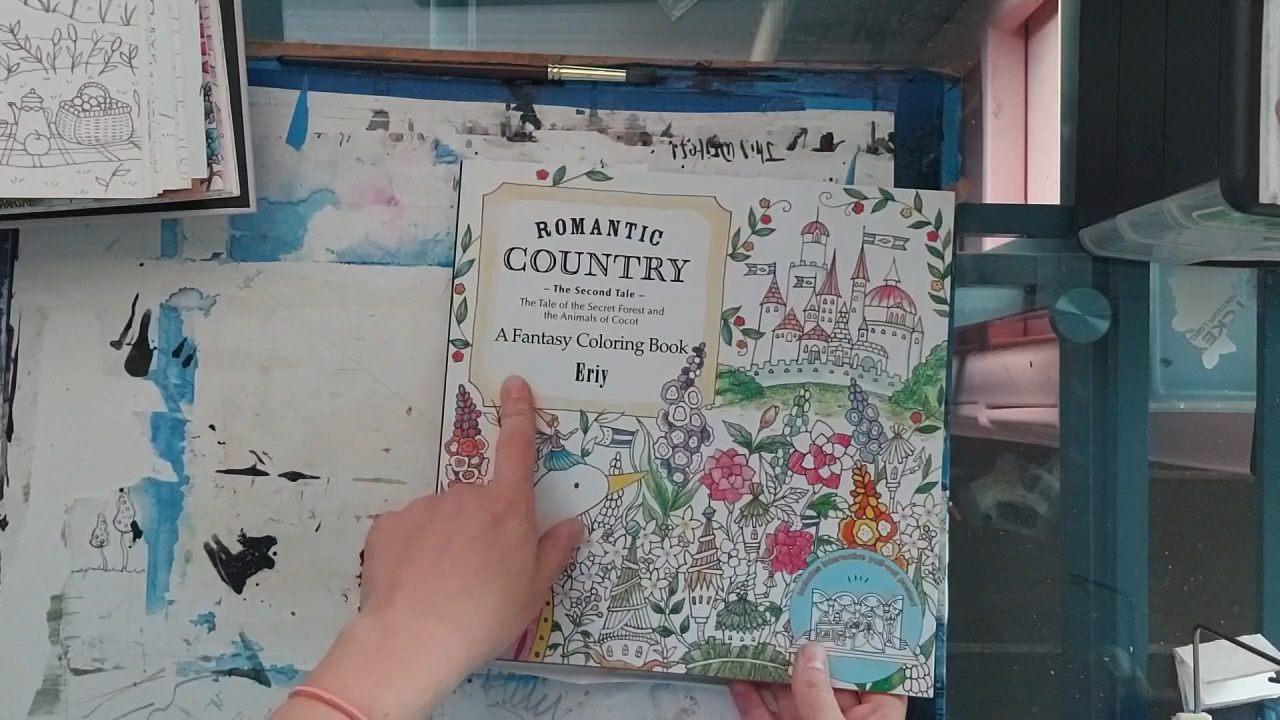 ROMANTIC
COUNTRY
– The Second Tale –
The Tale of the Secret Forest and
the Animals of Cocot
A Fantasy Coloring Book
Eriy